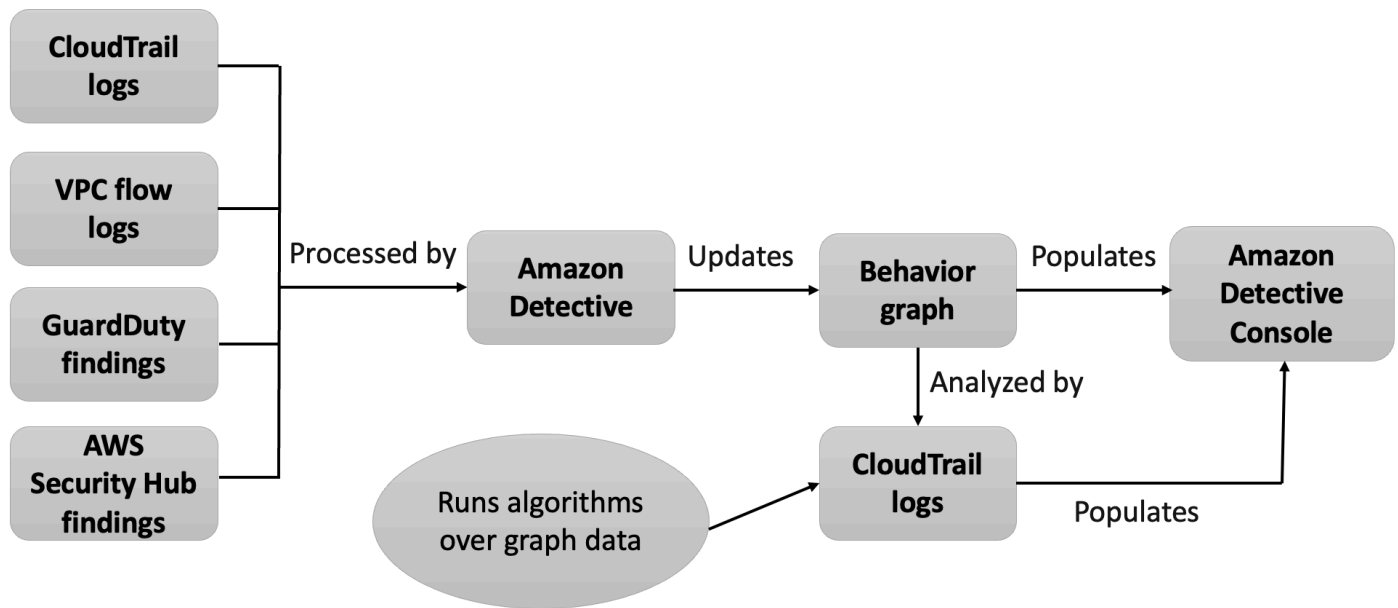 CloudTrail
logs
VPC flow
logs
GuardDuty
findings
AWS
Security Hub
findings
Processed by
Amazon
Detective
Updates
Behavior
graph
Populates
Amazon
Detective
Console
Analyzed by
CloudTrail
logs
Populates
Runs algorithms
over graph data